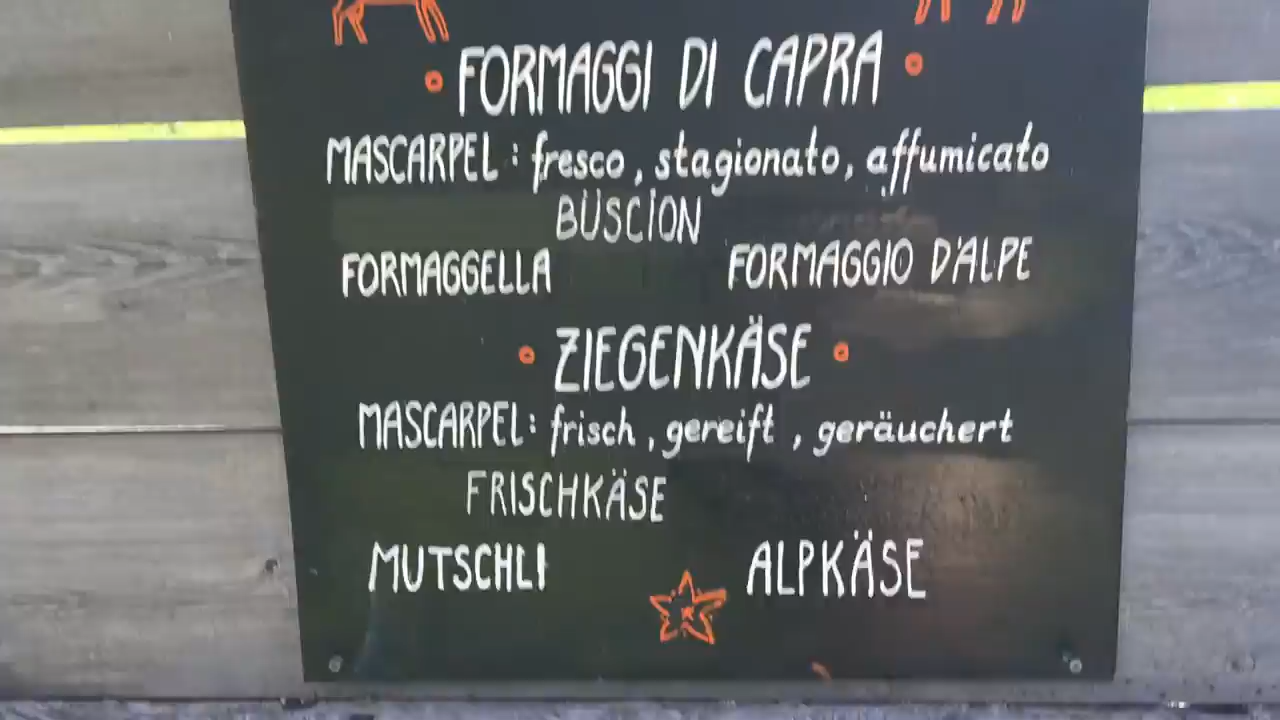 FORMAGGI DI CAPRA
MASCARPEL: fresco, stagionato, affumicato
BUSCION
FORMAGGELLA FORMAGGIO D'ALPE
ZIEGENKÄSE
MASCARPEL: frisch, gereift, geräuchert
FRISCHKÄSE
MUTSCHLI ALPKÄSE